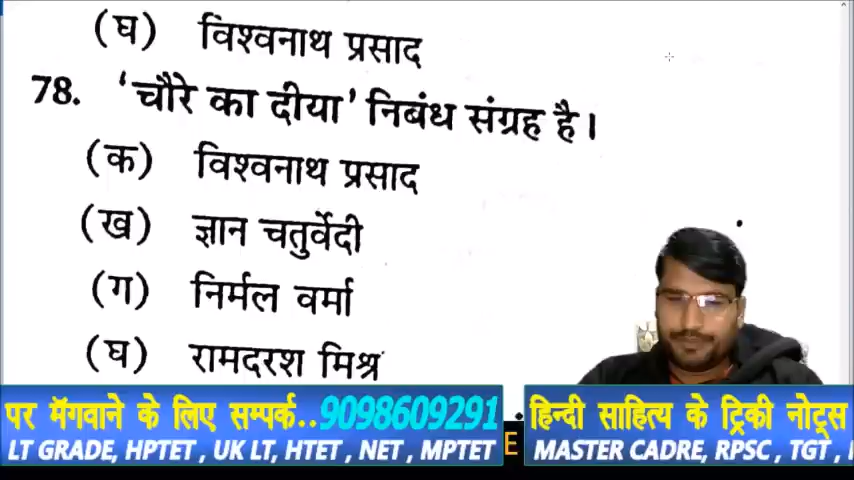 (घ) विश्वनाथ प्रसाद
78. 'चौरे का दीया' निबंध संग्रह है।
(क) विश्वनाथ प्रसाद
(ख) ज्ञान चतुर्वेदी
(ग) निर्मल वर्मा
(घ) रामदरश मिश्र
पर मॅगवाने के लिए सम्पर्क..9098609291
हिन्दी साहित्य के ट्रिकी नोट्स
LT GRADE, HPTET , UK LT, HTET , NET , MPTET
E
MASTER CADRE, RPSC , TGT ,